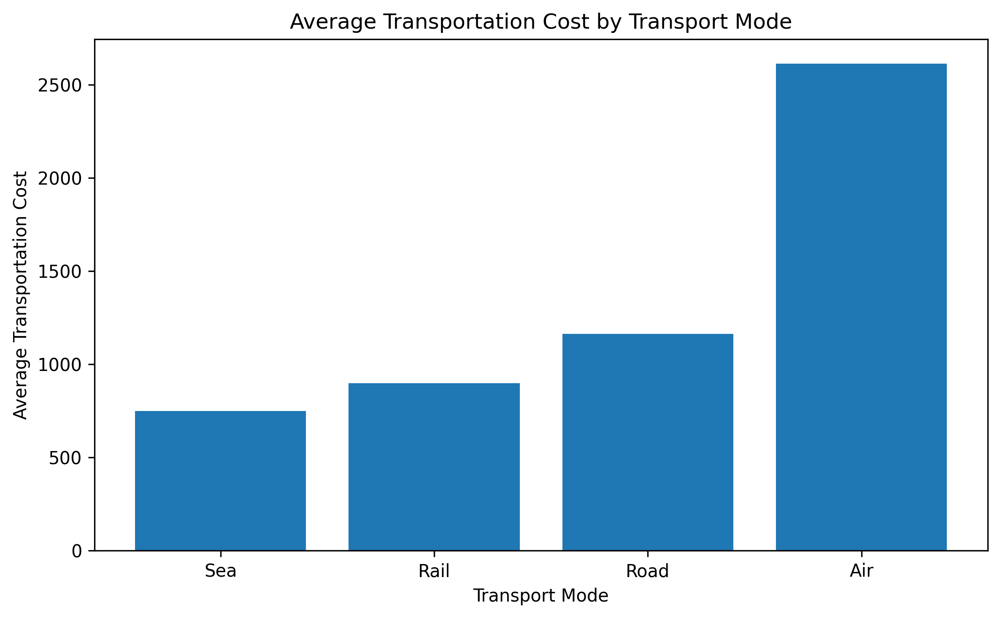 Average Transportation Cost by Transport Mode
Average Transportation Cost
2500
2000
1500
1000
500
0
Sea Rail Road Air
Transport Mode